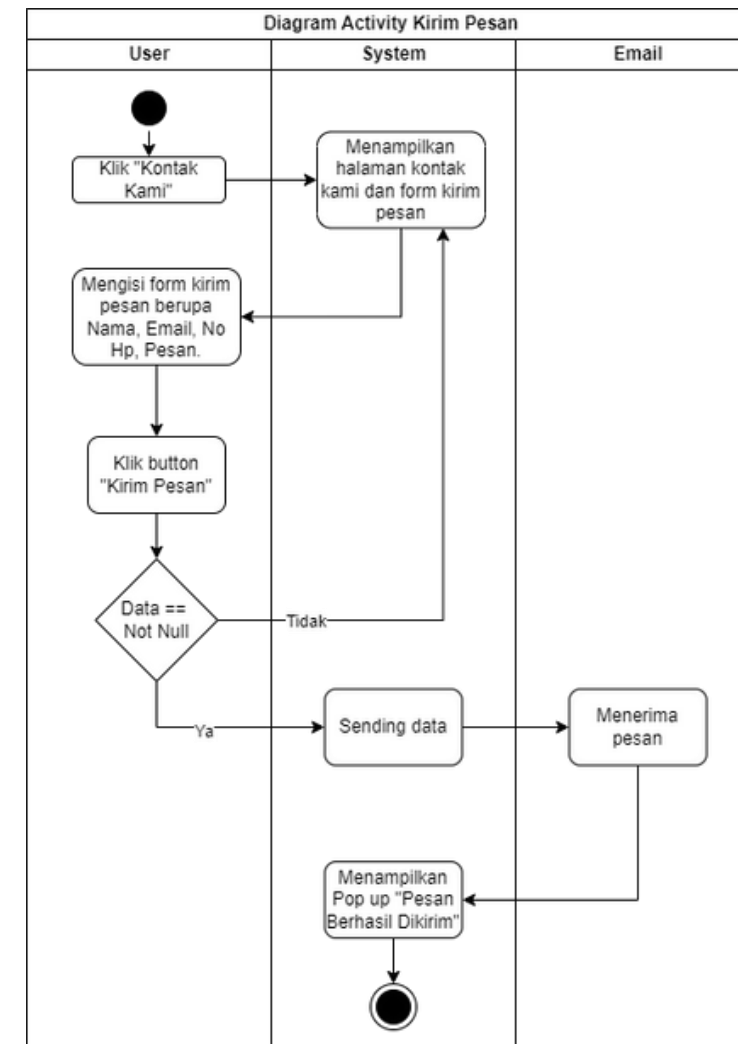 Diagram Activity Kirim Pesan
User
System
Email
Klik "Kontak
Kami"
Menampilkan
halaman kontak
kami dan form kirim
pesan
Mengisi form kirim
pesan berupa
Nama, Email, No
Hp, Pesan.
Klik button
"Kirim Pesan"
Data ==
Not Null
Tidak
Ya
Sending data
Menerima
pesan
Menampilkan
Pop up "Pesan
Berhasil Dikirim"